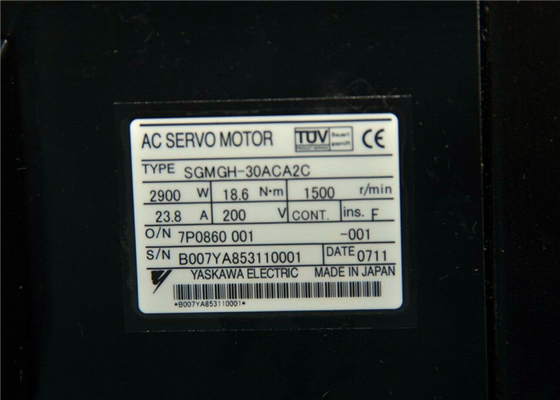 AC SERVO MOTOR TÜV CE
TYPE SGMGH-30ACA2C
2900 W 18.6 N·m 1500 r/min
23.8 A 200 V CONT. ins. F
O/N 7P0860 001 -001
S/N B007YA853110001 DATE 0711
YASKAWA ELECTRIC MADE IN JAPAN
*B007YA853110001*